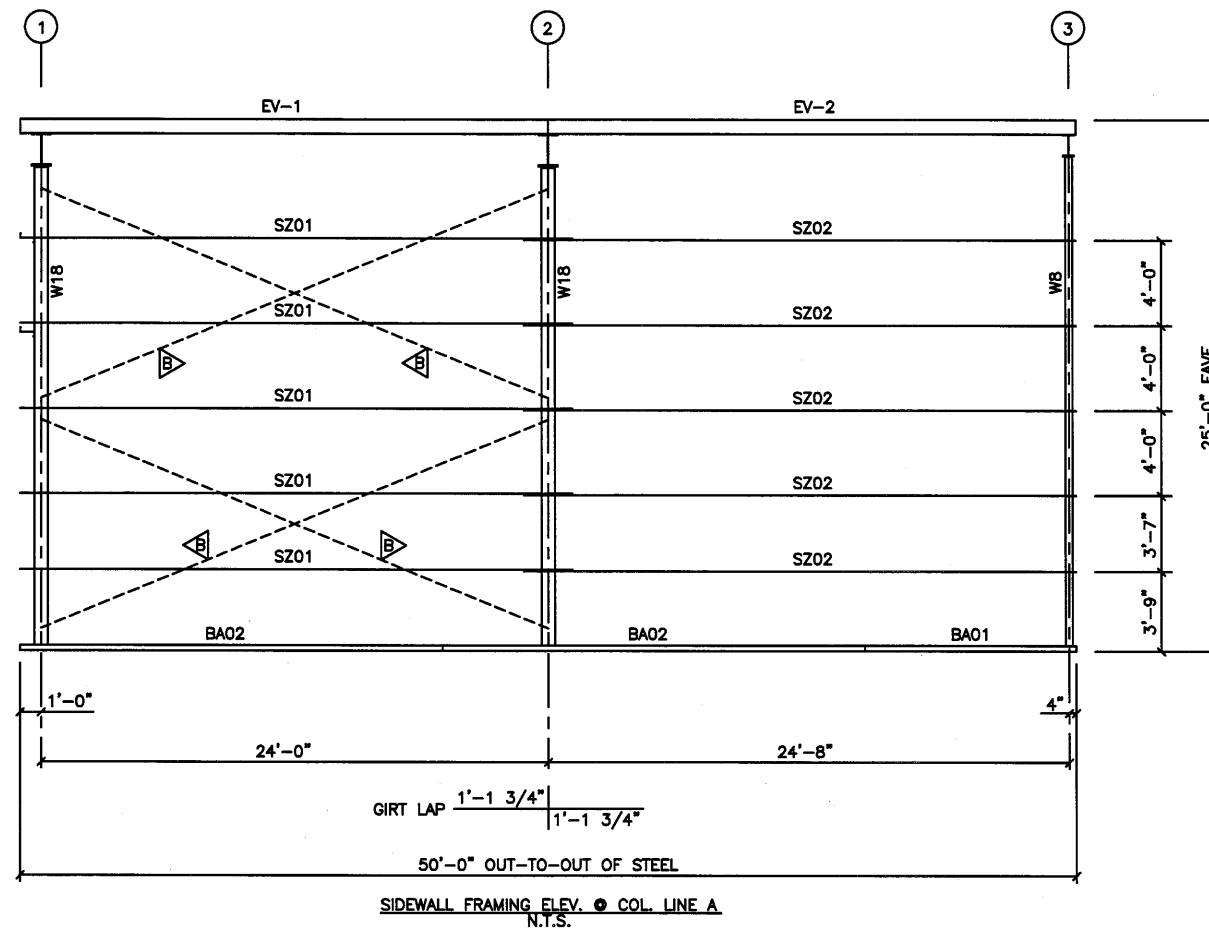 1 2 3
EV-1 EV-2
SZ01 SZ02
W18 W18 W8
4'-0"
SZ01 SZ02
B B
4'-0"
25'-0" EAVE
SZ01 SZ02
4'-0"
SZ01 SZ02
B B
3'-7"
SZ01 SZ02
3'-9"
BA02 BA02 BA01
1'-0" 4"
24'-0" 24'-8"
GIRT LAP 1'-1 3/4"
1'-1 3/4"
50'-0" OUT-TO-OUT OF STEEL
SIDEWALL FRAMING ELEV. @ COL. LINE A
N.T.S.